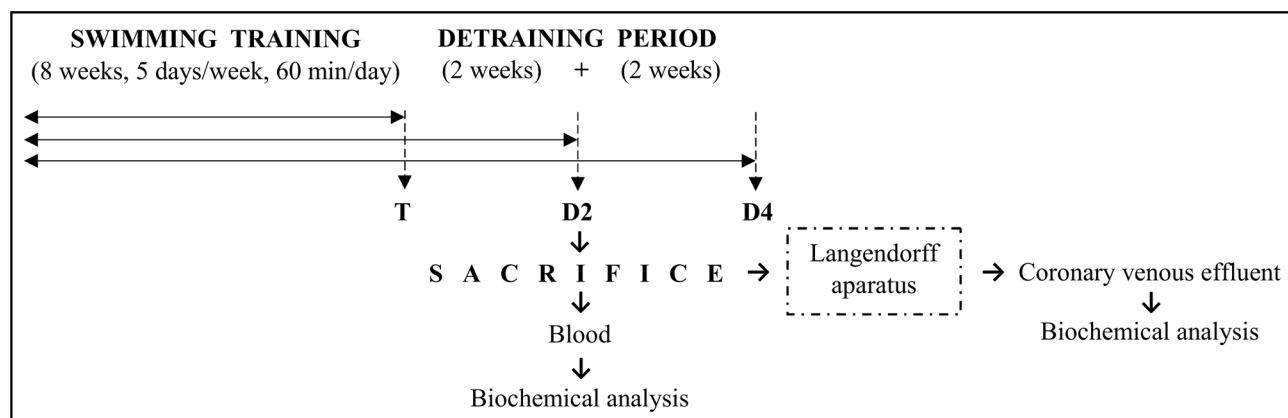 SWIMMING TRAINING
(8 weeks, 5 days/week, 60 min/day)
DETRAINING PERIOD
(2 weeks) + (2 weeks)
T
D2
D4
S A C R I F I C E
Langendorff
apparatus
Coronary venous effluent
Biochemical analysis
Blood
Biochemical analysis